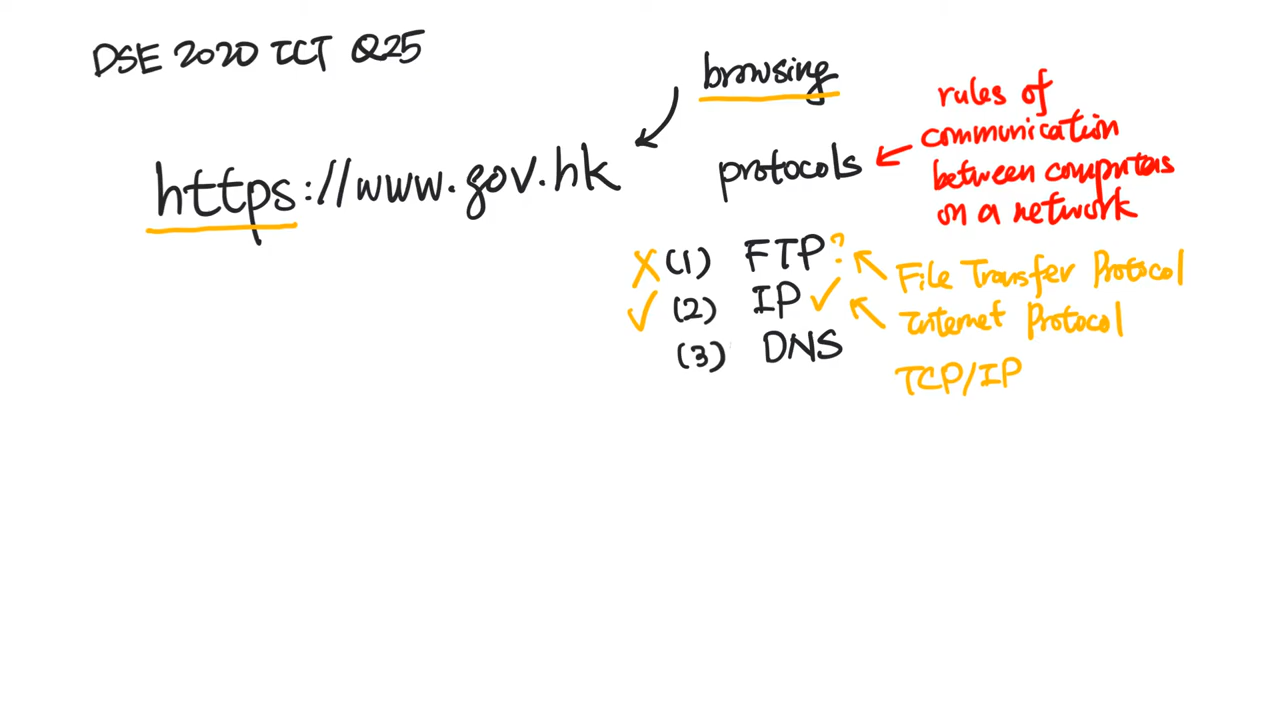 DSE 2020 ICT Q25
browsing
https://www.gov.hk
protocols
rules of
communication
between computers
on a network
X (1) FTP?
File Transfer Protocol
✓ (2) IP ✓
Internet Protocol
(3) DNS
TCP/IP